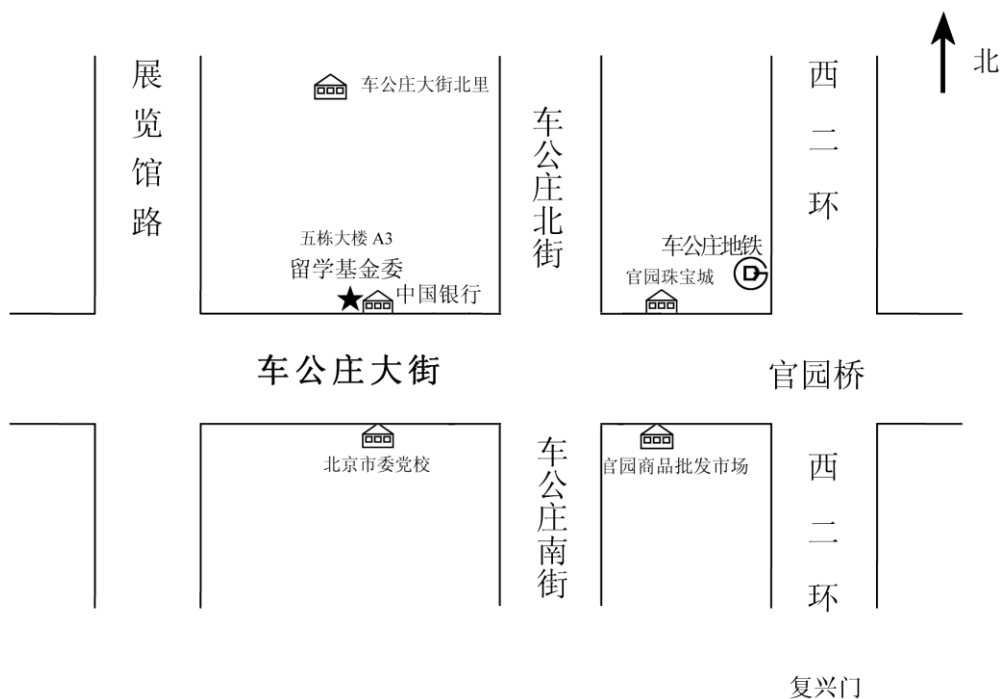 北
展览馆路
车公庄大街北里
车公庄北街
西二环
五栋大楼 A3
留学基金委
中国银行
车公庄地铁
官园珠宝城
车公庄大街
官园桥
北京市委党校
车公庄南街
官园商品批发市场
西二环
复兴门